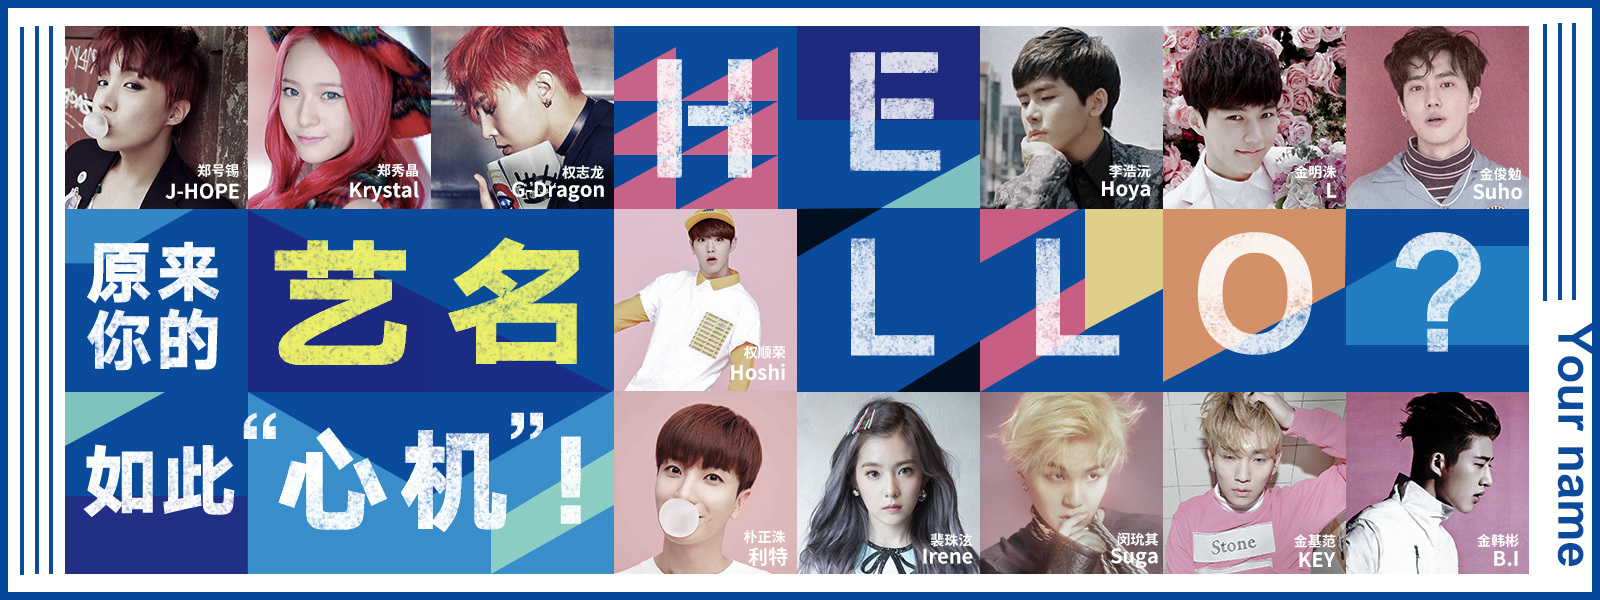 郑号锡
J-HOPE
郑秀晶
Krystal
权志龙
G-Dragon
HE
李浩沅
Hoya
金明洙
L
金俊勉
Suho
原来
你的
艺名
权顺荣
Hoshi
LLO?
如此“心机”!
朴正洙
利特
裴珠泫
Irene
闵玧其
Suga
金基范
KEY
Stone
金韩彬
B.I
Your name